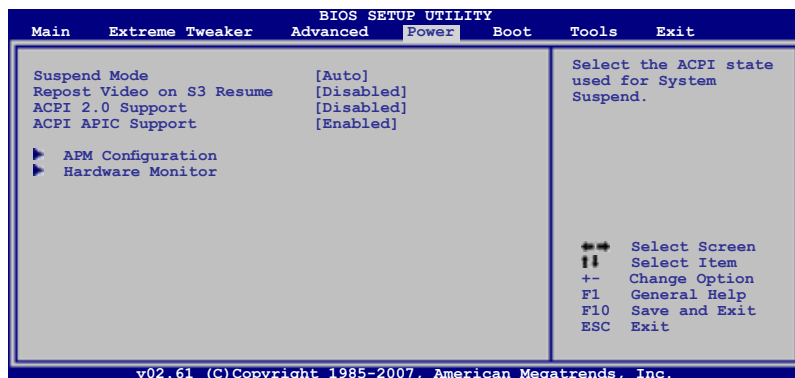 BIOS SETUP UTILITY
Main Extreme Tweaker Advanced Power Boot Tools Exit
Suspend Mode [Auto]
Repost Video on S3 Resume [Disabled]
ACPI 2.0 Support [Disabled]
ACPI APIC Support [Enabled]
APM Configuration
Hardware Monitor
Select the ACPI state
used for System
Suspend.
Select Screen
Select Item
+- Change Option
F1 General Help
F10 Save and Exit
ESC Exit
v02.61 (C)Copyright 1985-2007, American Megatrends, Inc.